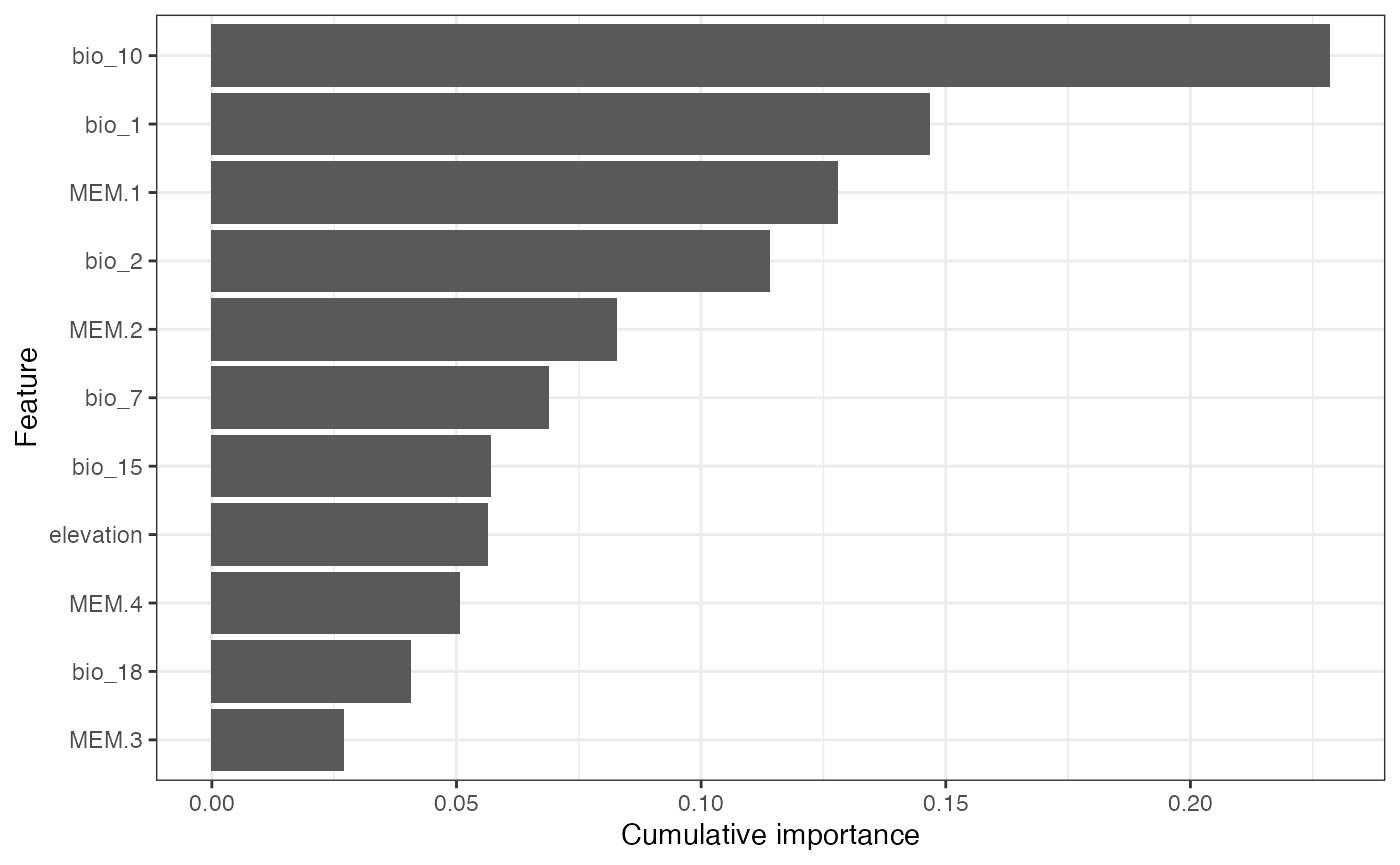 bio_10
bio_1
MEM.1
bio_2
MEM.2
bio_7
bio_15
elevation
MEM.4
bio_18
MEM.3
Feature
0.00 0.05 0.10 0.15 0.20
Cumulative importance